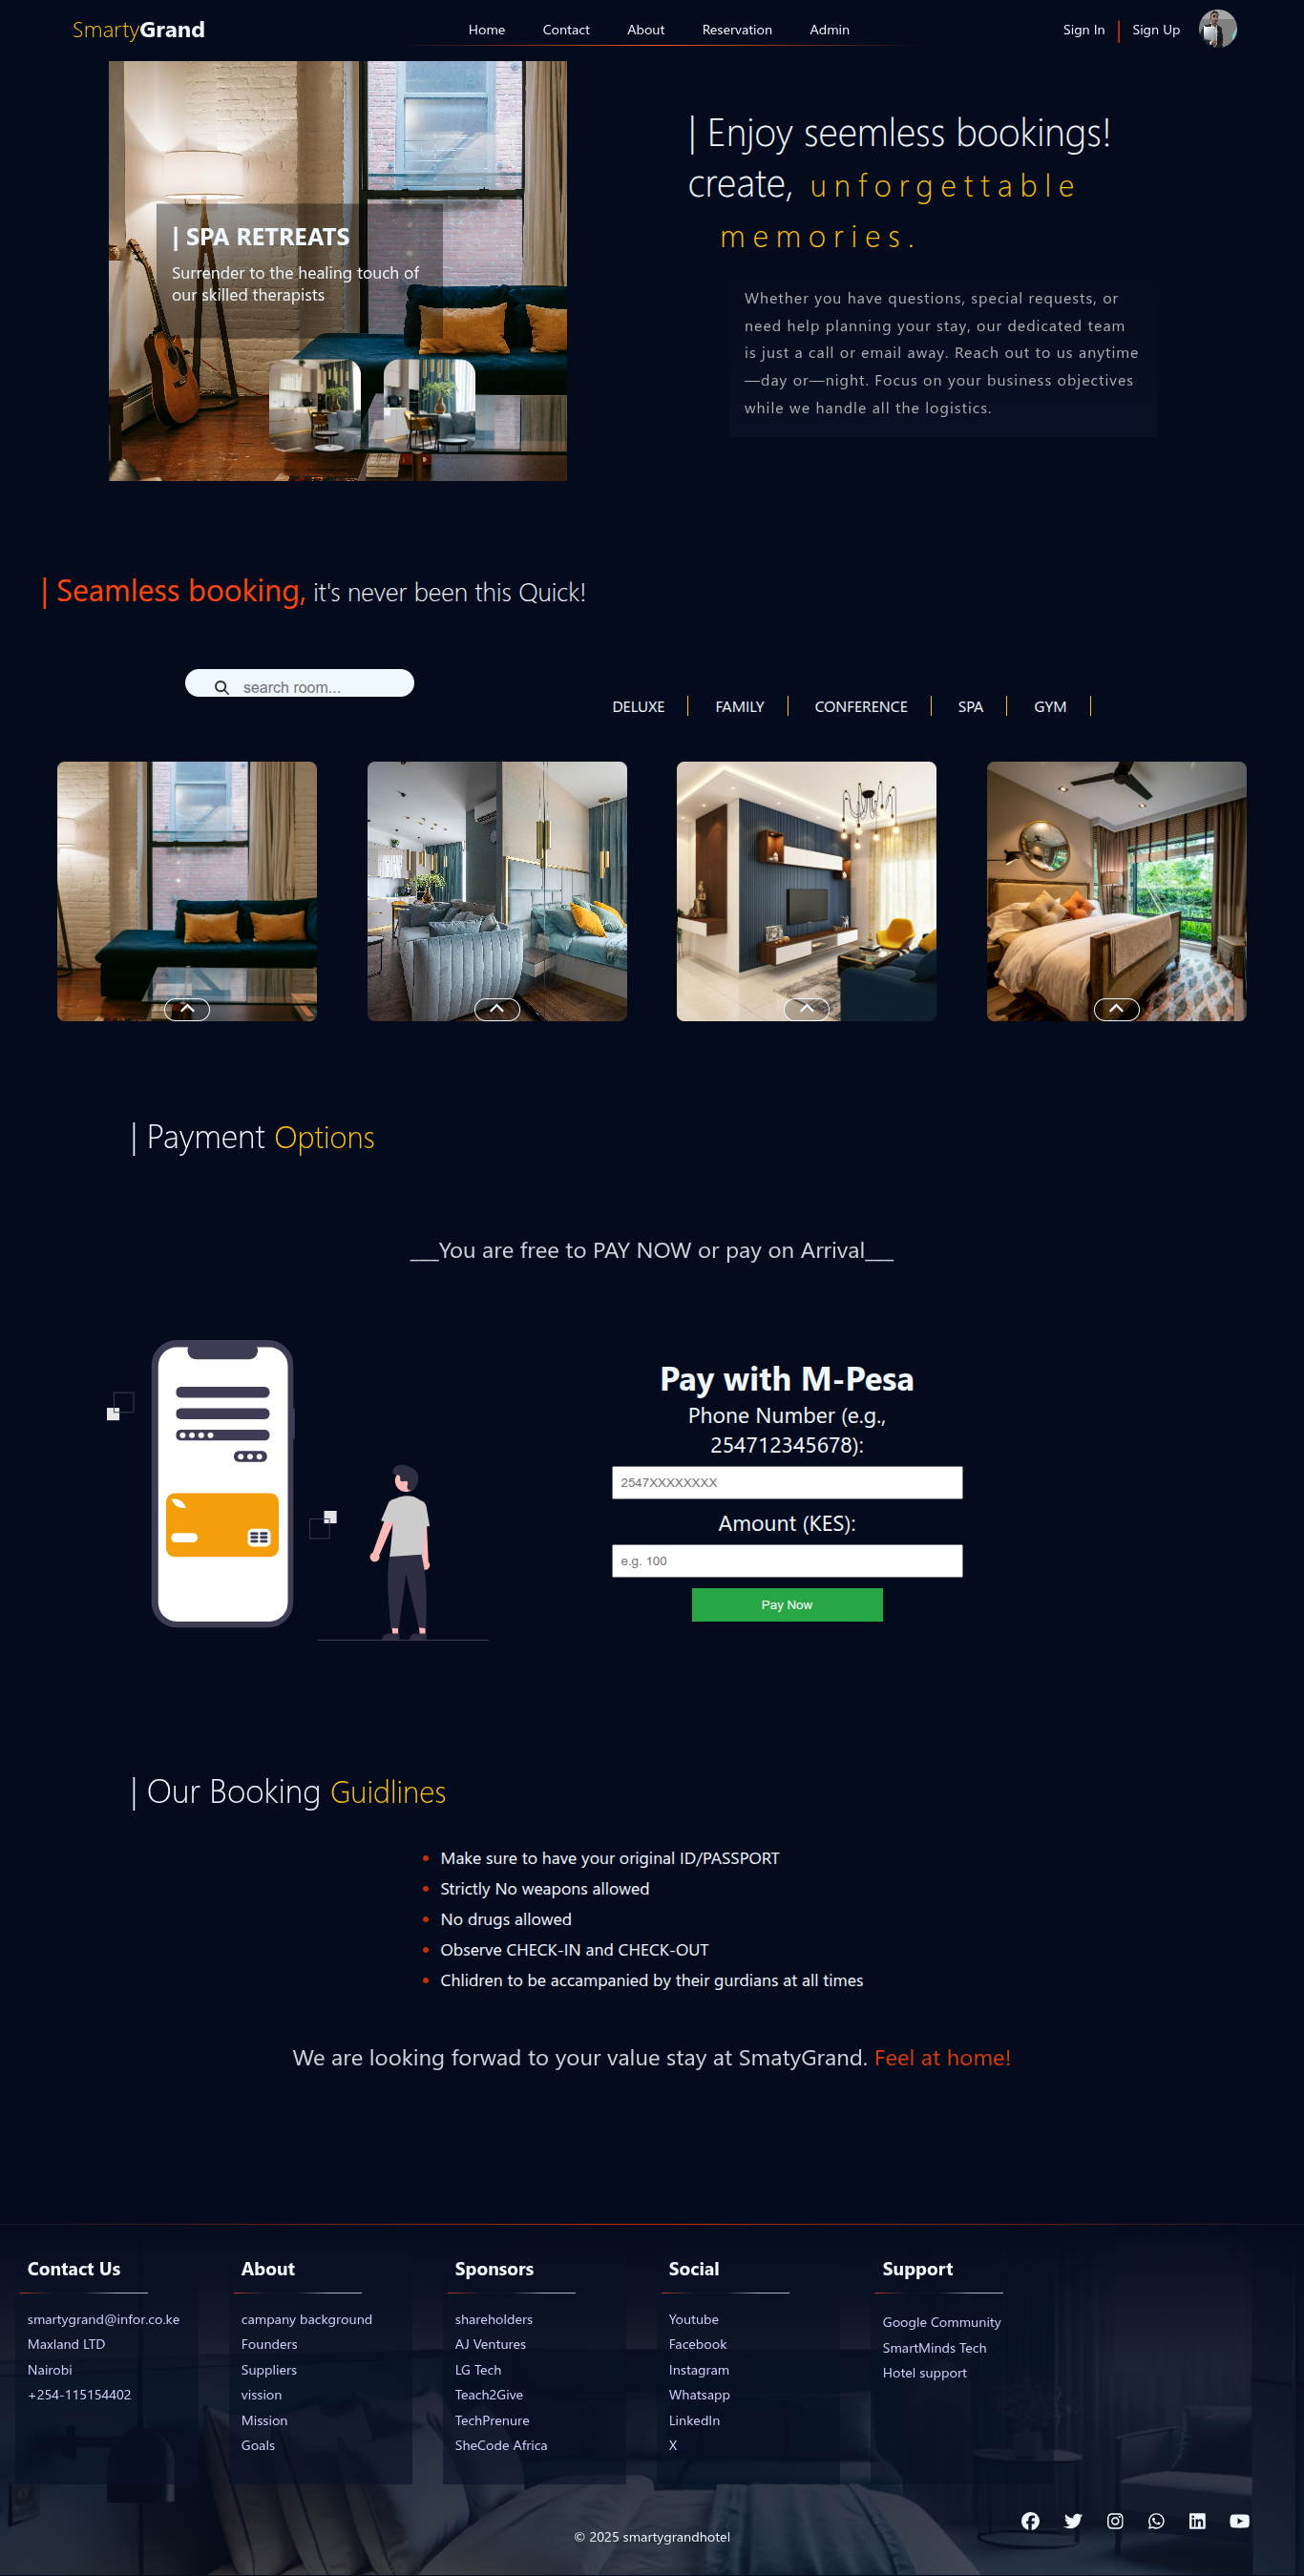 SmartyGrand
Home Contact About Reservation Admin
Sign In Sign Up
| SPA RETREATS
Surrender to the healing touch of
our skilled therapists
| Enjoy seemless bookings!
create, unforgettable
memories.
Whether you have questions, special requests, or
need help planning your stay, our dedicated team
is just a call or email away. Reach out to us anytime
—day or—night. Focus on your business objectives
while we handle all the logistics.
| Seamless booking, it's never been this Quick!
search room...
DELUXE FAMILY CONFERENCE SPA GYM
| Payment Options
___You are free to PAY NOW or pay on Arrival___
Pay with M-Pesa
Phone Number (e.g.,
254712345678):
2547XXXXXXXX
Amount (KES):
e.g. 100
Pay Now
| Our Booking Guidlines
• Make sure to have your original ID/PASSPORT
• Strictly No weapons allowed
• No drugs allowed
• Observe CHECK-IN and CHECK-OUT
• Chlidren to be accampanied by their gurdians at all times
We are looking forwad to your value stay at SmatyGrand. Feel at home!
Contact Us
smartygrand@infor.co.ke
Maxland LTD
Nairobi
+254-115154402
About
campany background
Founders
Suppliers
vission
Mission
Goals
Sponsors
shareholders
AJ Ventures
LG Tech
Teach2Give
TechPrenure
SheCode Africa
Social
Youtube
Facebook
Instagram
Whatsapp
LinkedIn
X
Support
Google Community
SmartMinds Tech
Hotel support
© 2025 smartygrandhotel